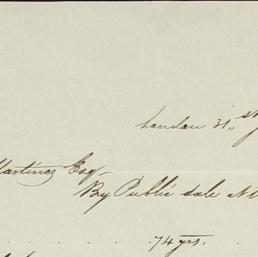 London 31st
Martinez Esq
By Public sale
74 yrs.